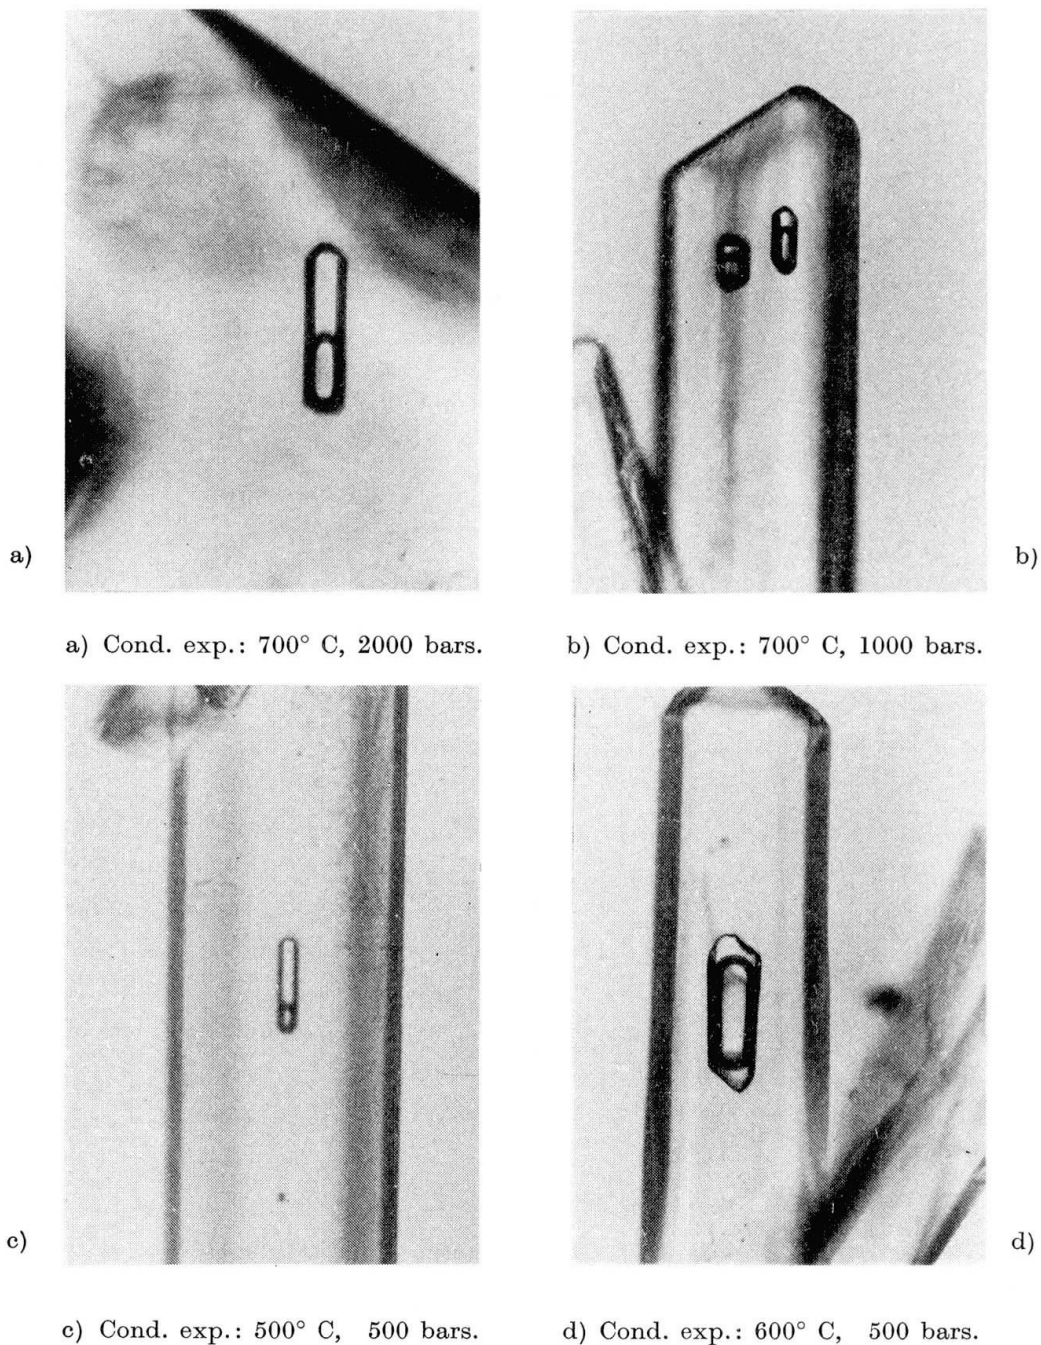 a)
b)
a) Cond. exp.: 700° C, 2000 bars.
b) Cond. exp.: 700° C, 1000 bars.
c)
d)
c) Cond. exp.: 500° C, 500 bars.
d) Cond. exp.: 600° C, 500 bars.